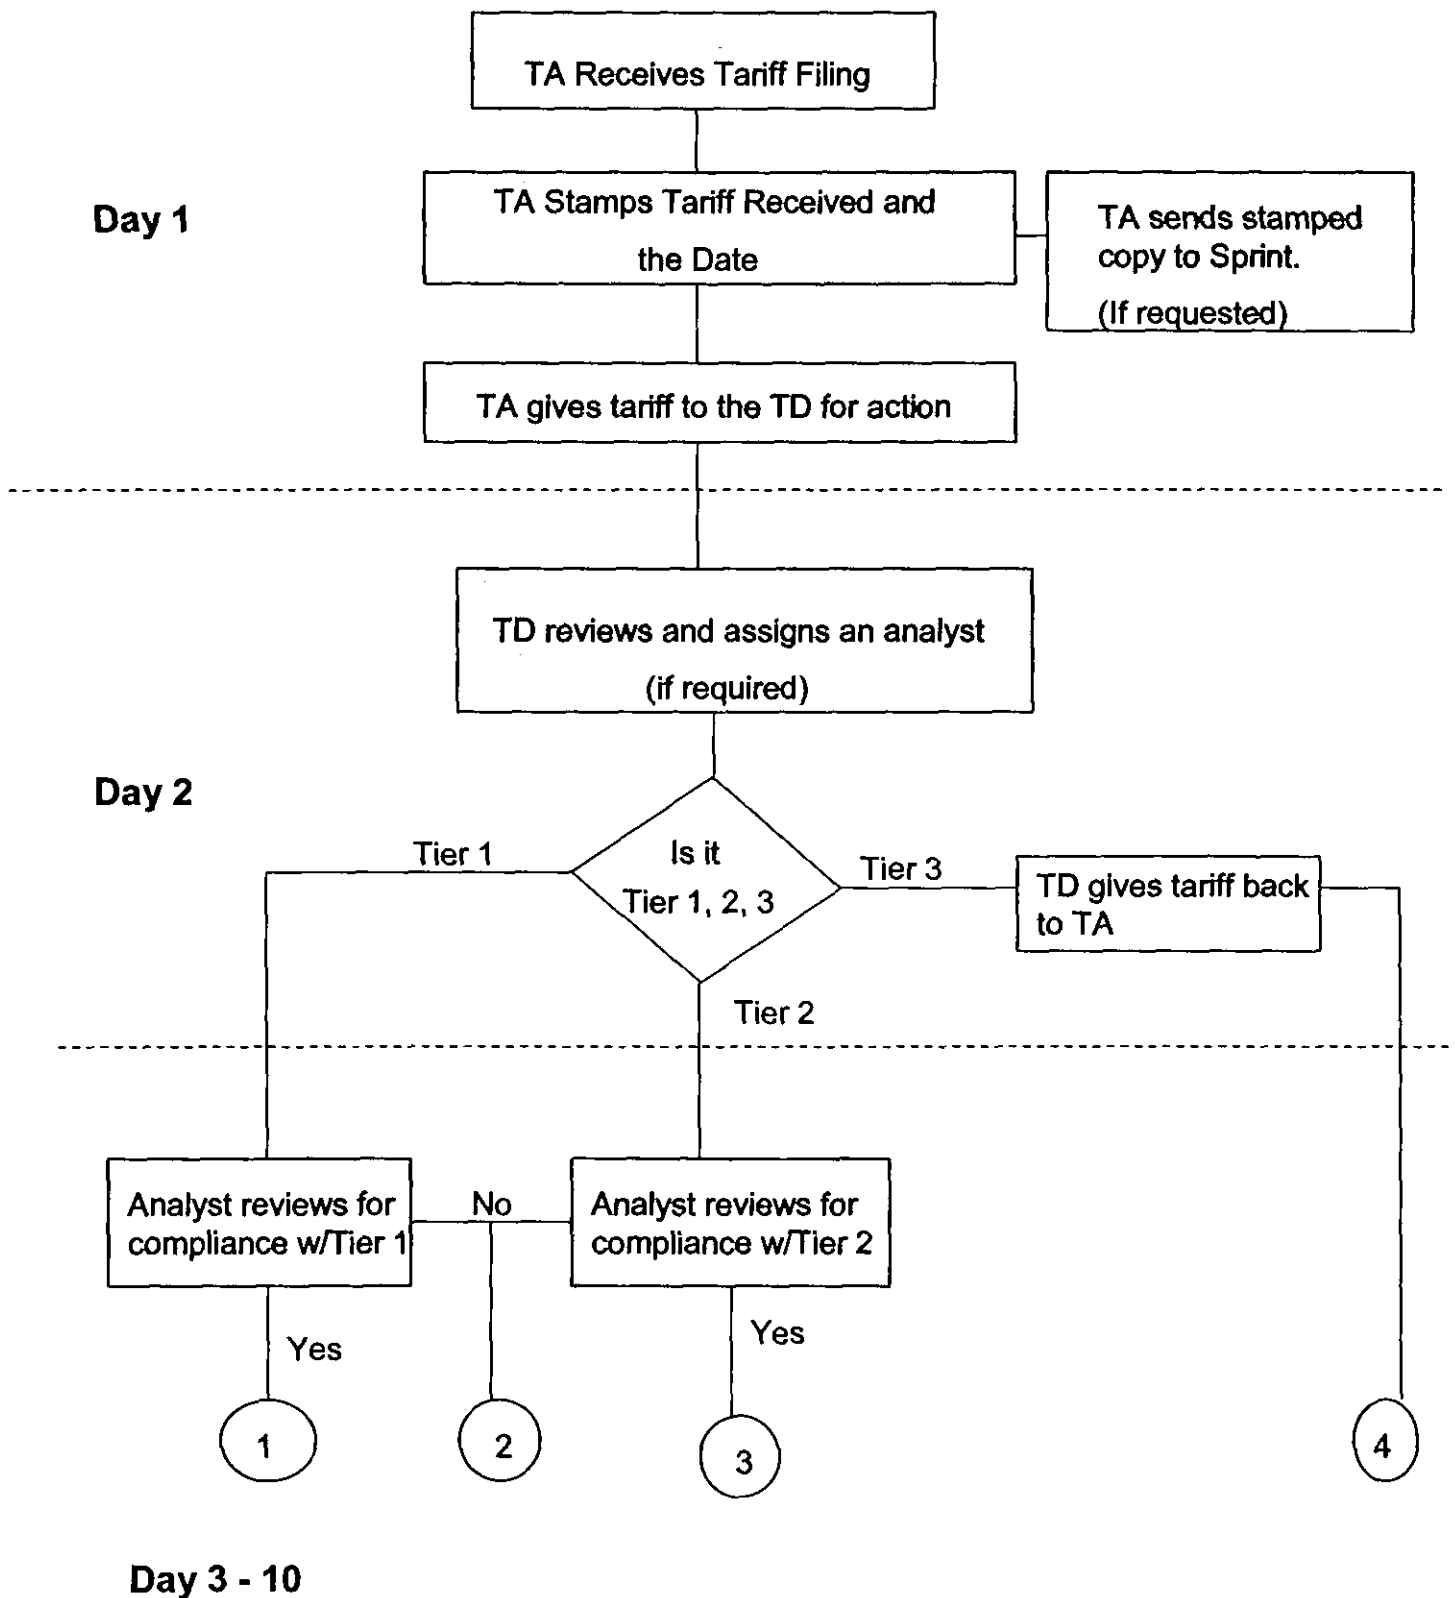 TA Receives Tariff Filing
Day 1
TA Stamps Tariff Received and
the Date
TA sends stamped
copy to Sprint.
(If requested)
TA gives tariff to the TD for action
TD reviews and assigns an analyst
(if required)
Day 2
Tier 1
Is it
Tier 1, 2, 3
Tier 3
TD gives tariff back
to TA
Tier 2
Analyst reviews for
compliance w/Tier 1
No
Analyst reviews for
compliance w/Tier 2
Yes
Yes
1
2
3
4
Day 3 - 10